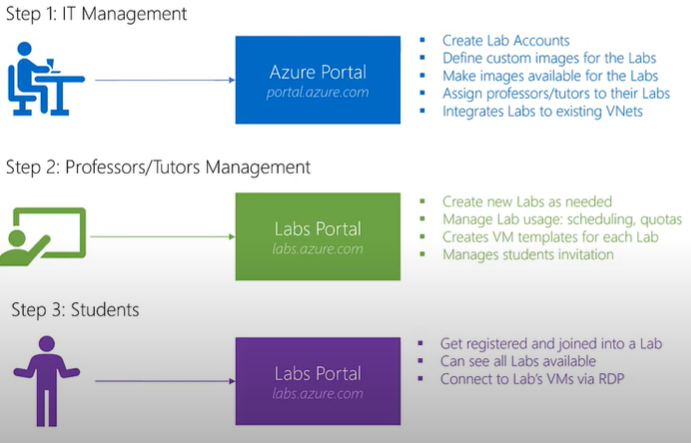 Step 1: IT Management
Azure Portal
portal.azure.com
Create Lab Accounts
Define custom images for the Labs
Make images available for the Labs
Assign professors/tutors to their Labs
Integrates Labs to existing VNets
Step 2: Professors/Tutors Management
Labs Portal
labs.azure.com
Create new Labs as needed
Manage Lab usage: scheduling, quotas
Creates VM templates for each Lab
Manages students invitation
Step 3: Students
Labs Portal
labs.azure.com
Get registered and joined into a Lab
Can see all Labs available
Connect to Lab's VMs via RDP